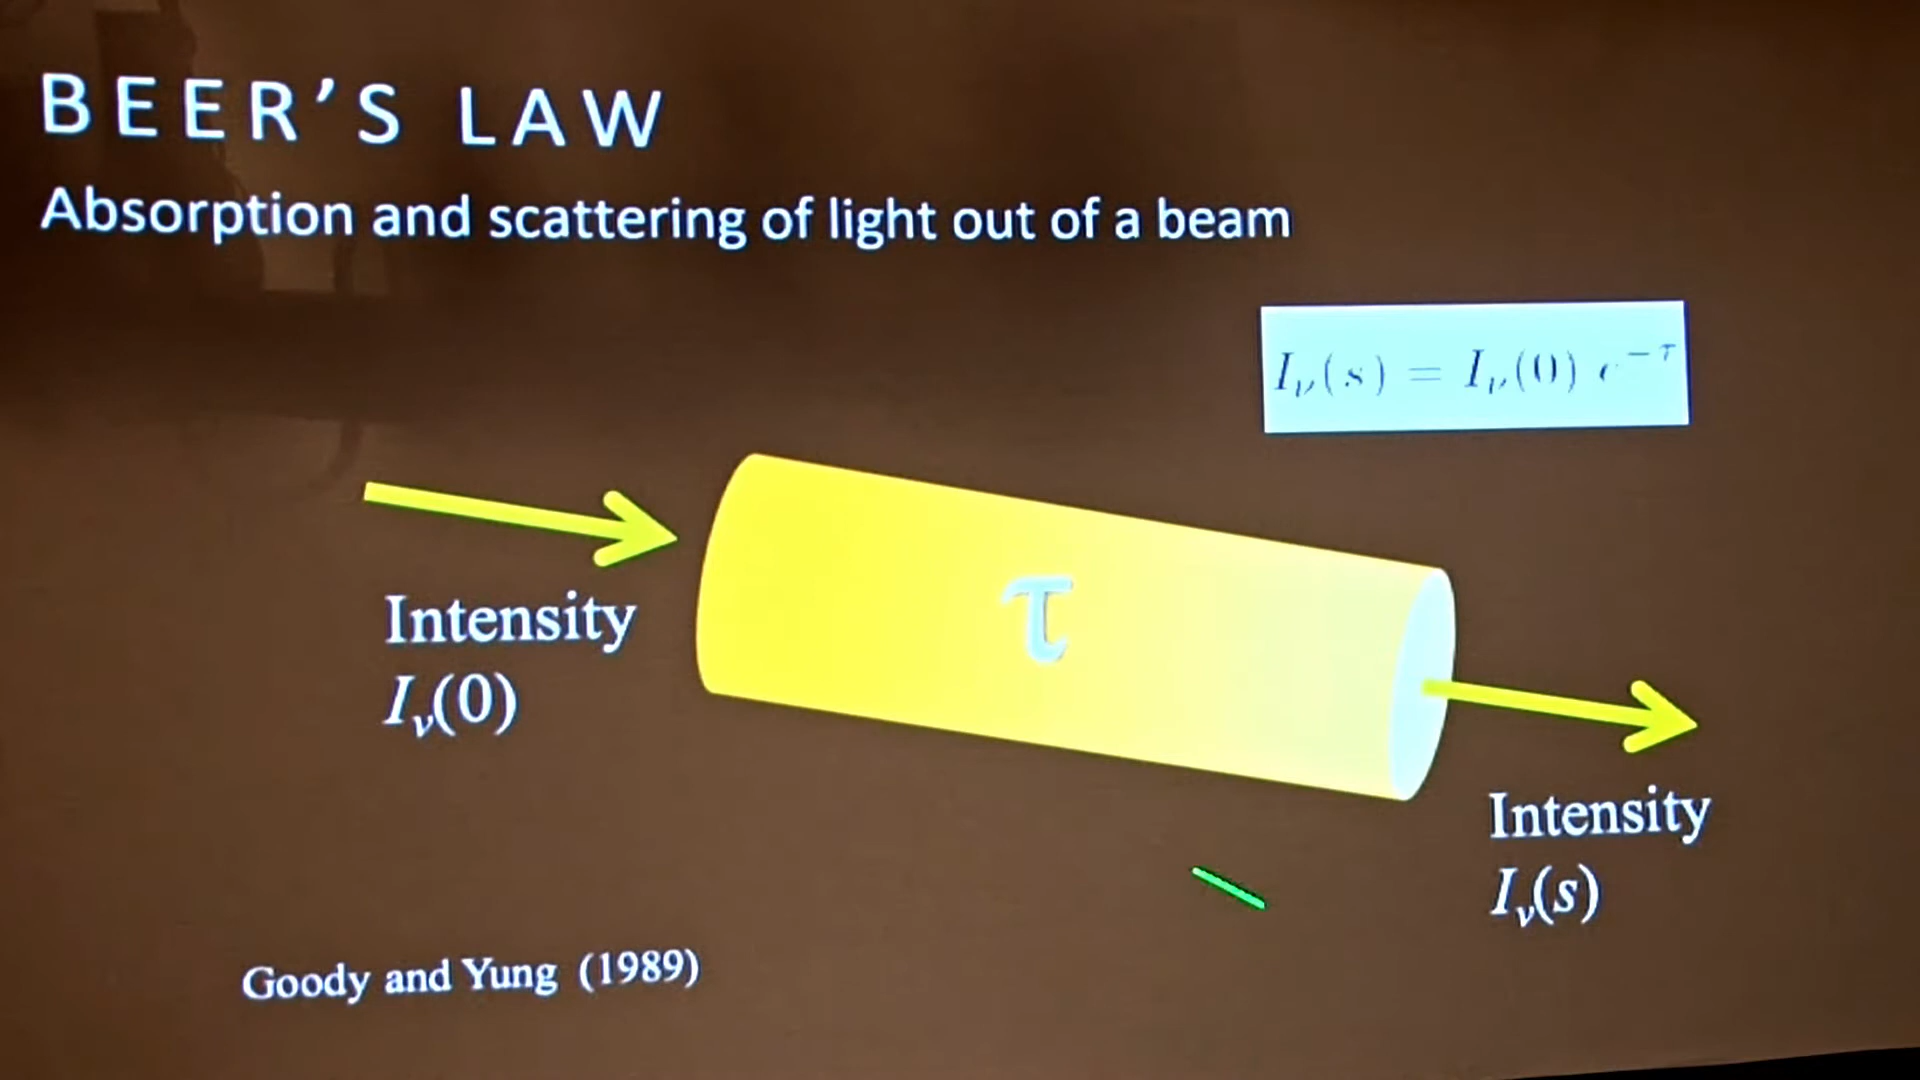 BEER’S LAW
Absorption and scattering of light out of a beam
I_ν(s) = I_ν(0) e^{−τ}
τ
Intensity
I_ν(0)
Intensity
I_ν(s)
Goody and Yung (1989)